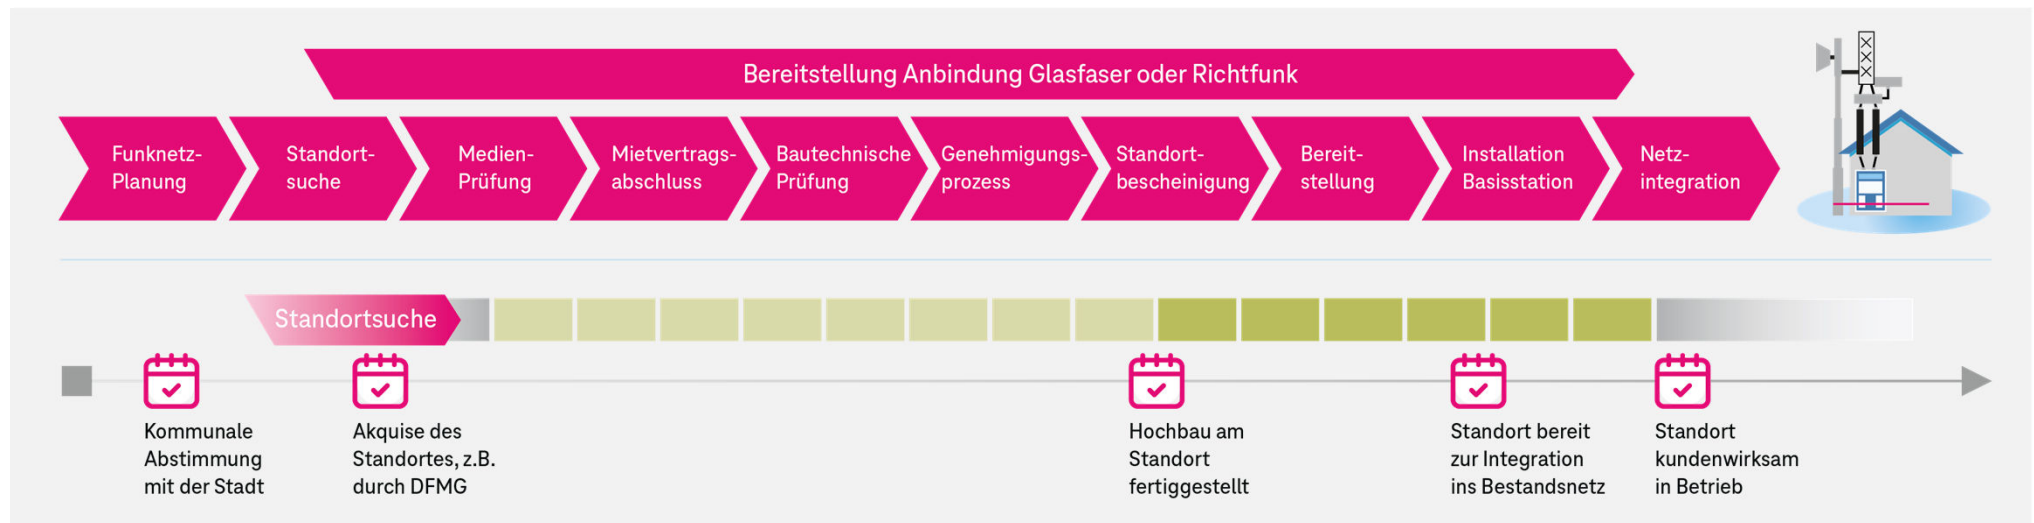 Bereitstellung Anbindung Glasfaser oder Richtfunk
Funknetz-
Planung
Standort-
suche
Medien-
Prüfung
Mietvertrags-
abschluss
Bautechnische
Prüfung
Genehmigungs-
prozess
Standort-
bescheinigung
Bereit-
stellung
Installation
Basisstation
Netz-
integration
Standortsuche
Kommunale
Abstimmung
mit der Stadt
Akquise des
Standortes, z.B.
durch DFMG
Hochbau am
Standort
fertiggestellt
Standort bereit
zur Integration
ins Bestandsnetz
Standort
kundenwirksam
in Betrieb